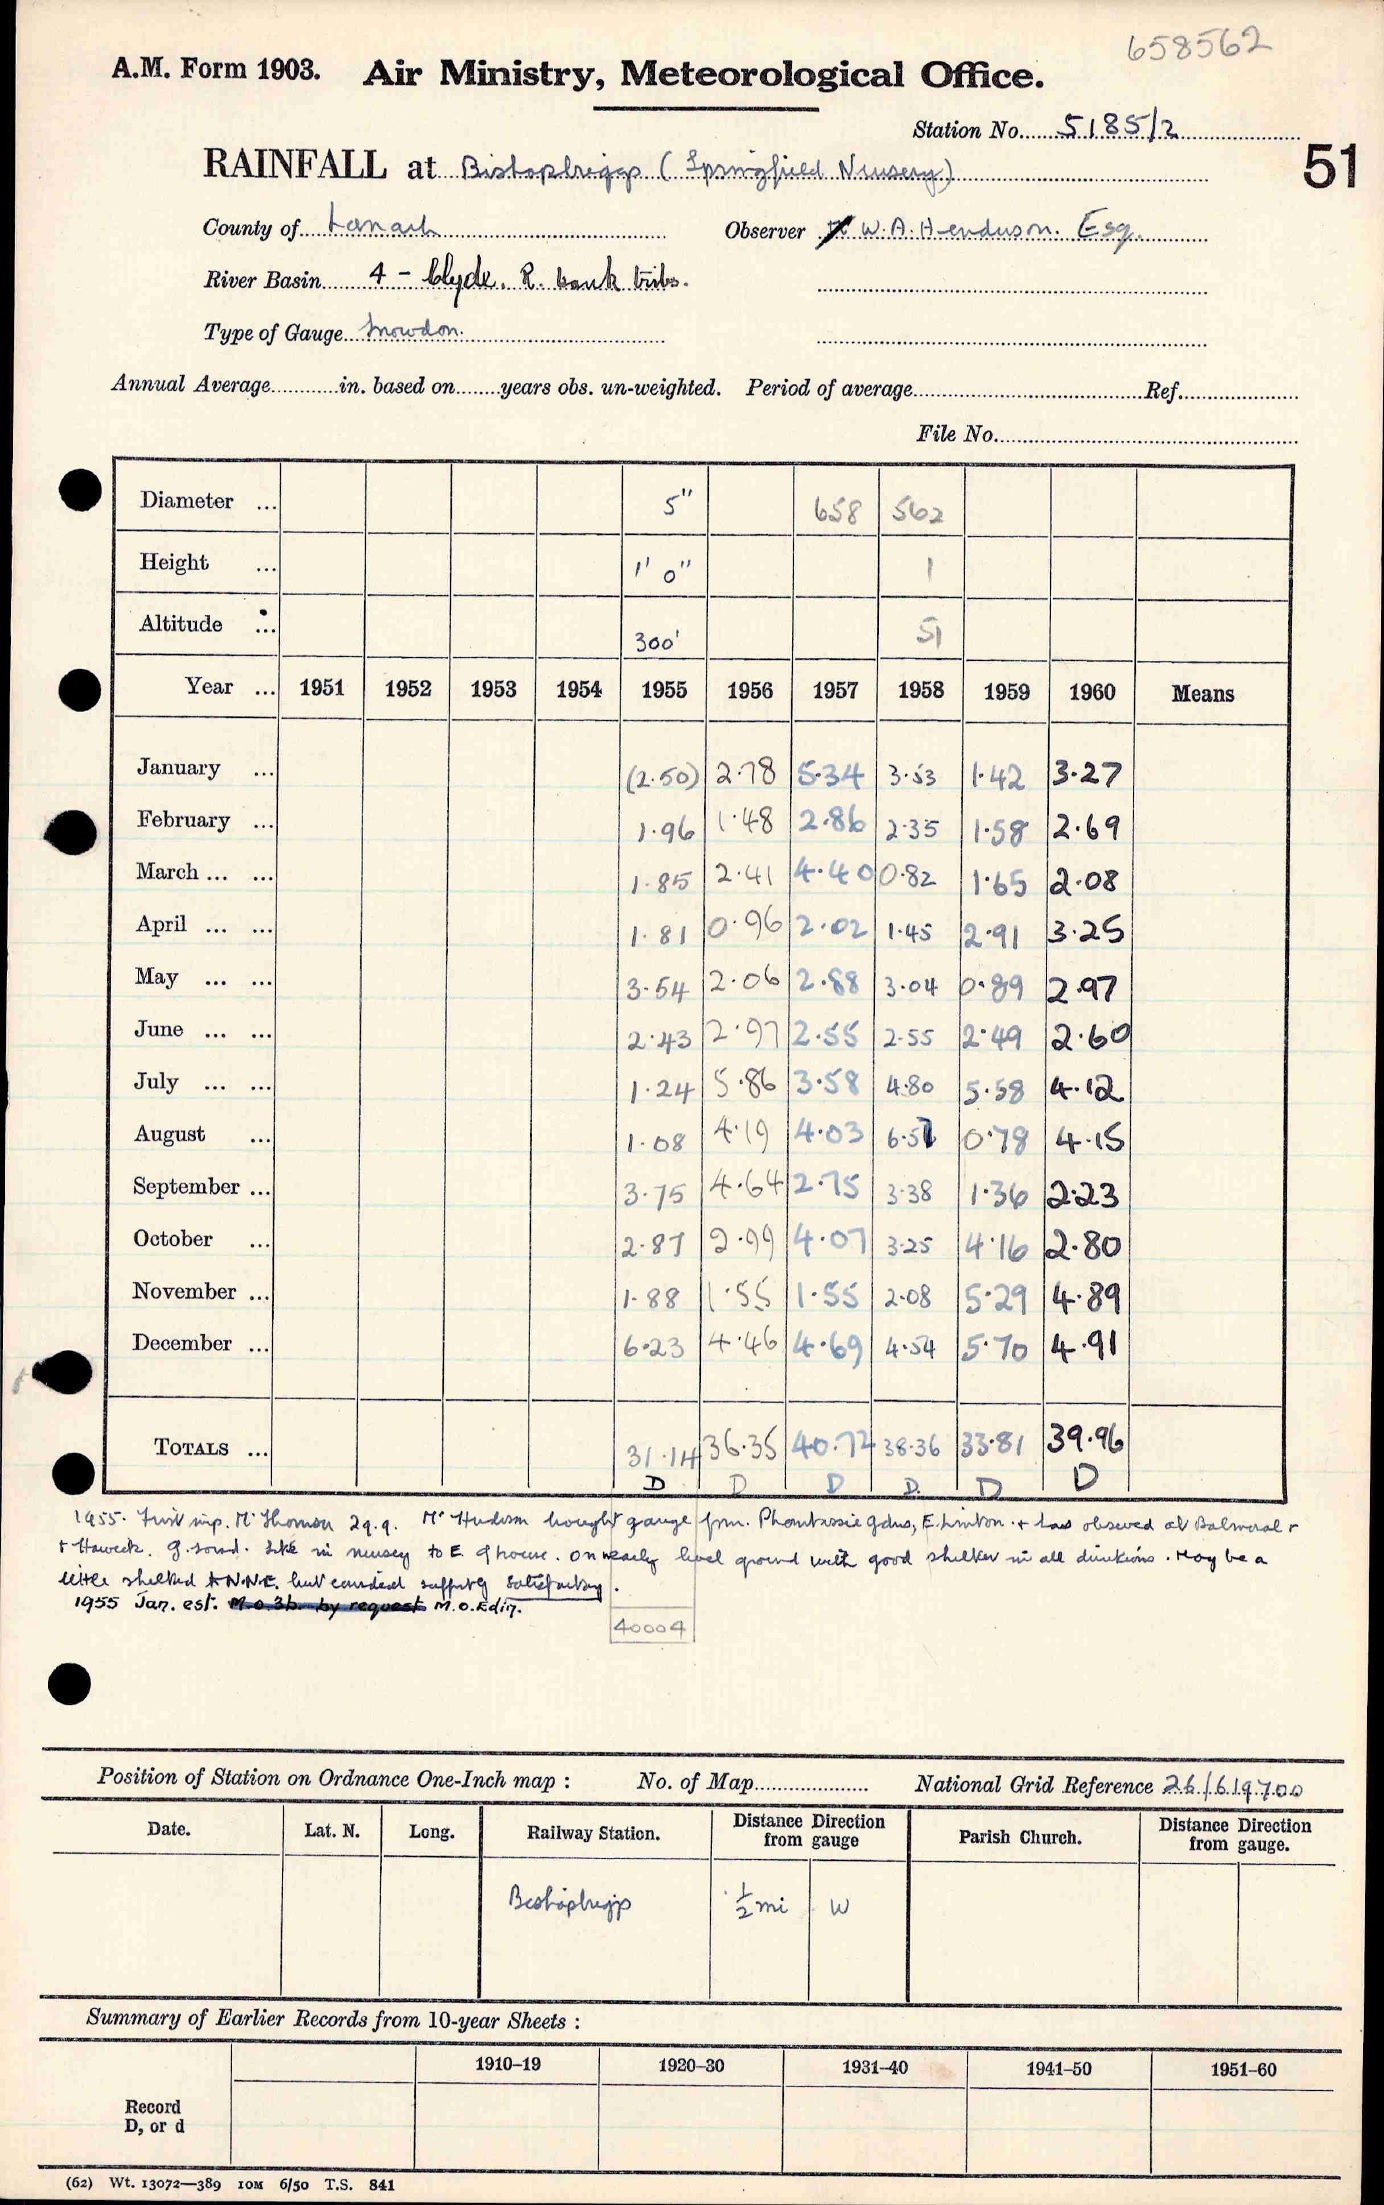 658562
A.M. Form 1903. Air Ministry, Meteorological Office.
Station No. 5185/2
51
RAINFALL at Bishopbriggs (Springfield Nursery)
County of Lanark Observer W.A. Henderson. Esq.
River Basin 4 - Clyde. R. bank tribs.
Type of Gauge Snowdon.
Annual Average in. based on years obs. un-weighted. Period of average Ref.
File No.
Diameter ... 5" 658 562
Height ... 1' 0" 1
Altitude ... 300' 51
Year ... 1951 1952 1953 1954 1955 1956 1957 1958 1959 1960 Means
January ... (2.50) 2.78 5.34 3.53 1.42 3.27
February ... 1.96 1.48 2.86 2.35 1.58 2.69
March ... ... 1.85 2.41 4.40 0.82 1.65 2.08
April ... ... 1.81 0.96 2.02 1.45 2.91 3.25
May ... ... 3.54 2.06 2.88 3.04 0.89 2.97
June ... ... 2.43 2.97 2.55 2.55 2.49 2.60
July ... ... 1.24 5.86 3.58 4.80 5.58 4.12
August ... 1.08 4.19 4.03 6.57 0.78 4.15
September ... 3.75 4.64 2.75 3.38 1.36 2.23
October ... 2.87 2.99 4.07 3.25 4.16 2.80
November ... 1.88 1.55 1.55 2.08 5.29 4.89
December ... 6.23 4.46 4.69 4.54 5.70 4.91
TOTALS ... 31.14 36.35 40.72 38.36 33.81 39.96
D D D D. D D
1955. First insp. Mr Thomson 29.9. Mr Henderson bought gauge from Phantassie Gdns, E. Linton. + has observed at Balmoral +
+ Hawick. G. sound. Site in nursery to E. of house. On nearly level ground with good shelter in all directions. May be a
little shelted N.N.E. but considered satisfactory.
1955 Jan. est. M.O.3b. by request M.O.Edin.
40004
Position of Station on Ordnance One-Inch map : No. of Map National Grid Reference 26/619700
Date. Lat. N. Long. Railway Station. Distance from Direction gauge Parish Church. Distance from Direction gauge.
Bishopbriggs ½ mi W
Summary of Earlier Records from 10-year Sheets :
1910–19 1920–30 1931–40 1941–50 1951–60
Record
D, or d
(62) Wt. 13072—389 10M 6/50 T.S. 841